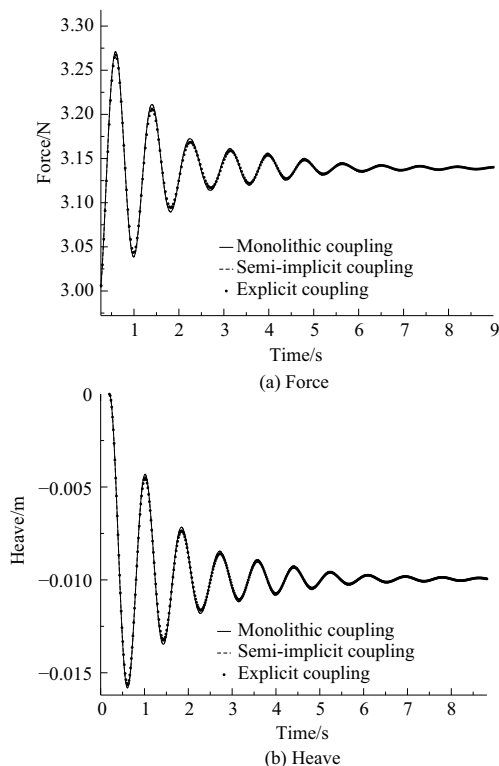 3.30
3.25
3.20
3.15
3.10
3.05
3.00
Force/N
Monolithic coupling
Semi-implicit coupling
Explicit coupling
1 2 3 4 5 6 7 8 9
Time/s
(a) Force
0
−0.005
−0.010
−0.015
Heave/m
Monolithic coupling
Semi-implicit coupling
Explicit coupling
0 1 2 3 4 5 6 7 8
Time/s
(b) Heave